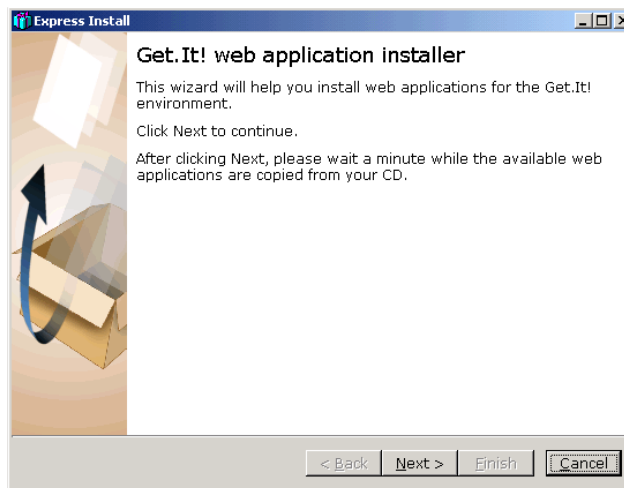 Express Install
Get.It! web application installer
This wizard will help you install web applications for the Get.It!
environment.
Click Next to continue.
After clicking Next, please wait a minute while the available web
applications are copied from your CD.
< Back
Next >
Finish
Cancel